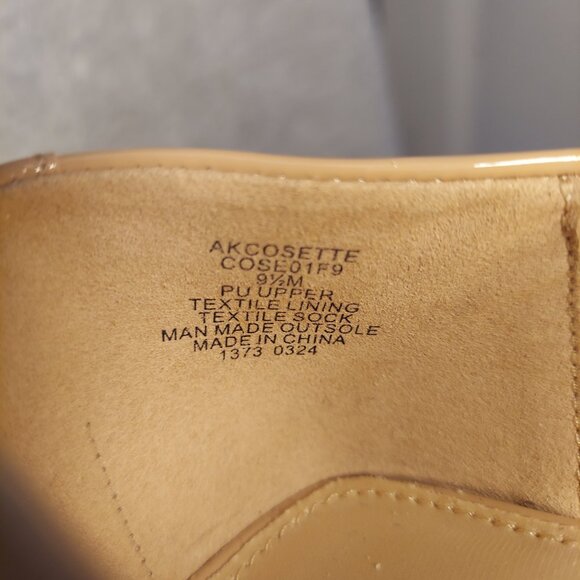 AKCOSETTE
COSE01F9
9½M
PU UPPER
TEXTILE LINING
TEXTILE SOCK
MAN MADE OUTSOLE
MADE IN CHINA
1373 0324